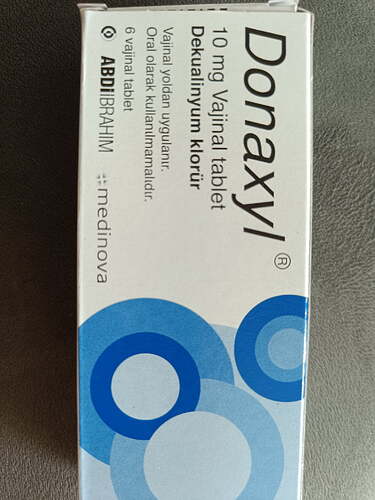 Donaxyl ®
10 mg Vajinal tablet
Dekualinyum klorür
Vajinal yoldan uygulanır.
Oral olarak kullanılmamalıdır.
6 vajinal tablet
ABDİİBRAHİM
medinova